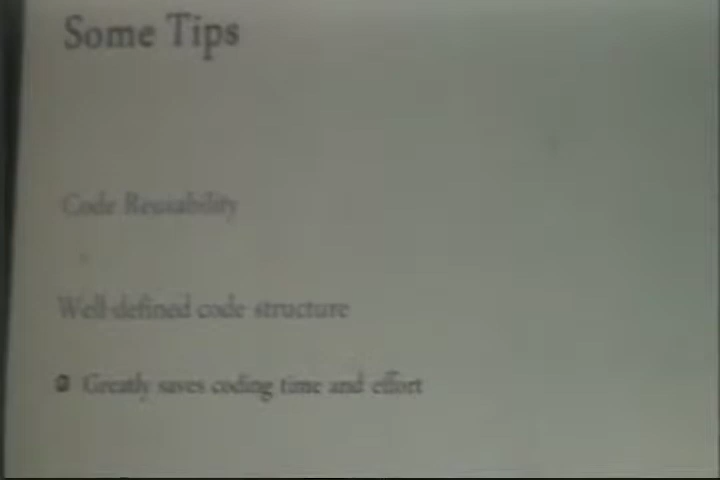 Some Tips
Code Reusability
Well-defined code structure
Greatly saves coding time and effort